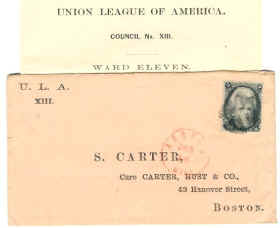 UNION LEAGUE OF AMERICA.
COUNCIL No. XIII.
WARD ELEVEN.
U. L. A.
XIII.
S. CARTER,
Care CARTER, RUST & CO.,
43 Hanover Street,
BOSTON.